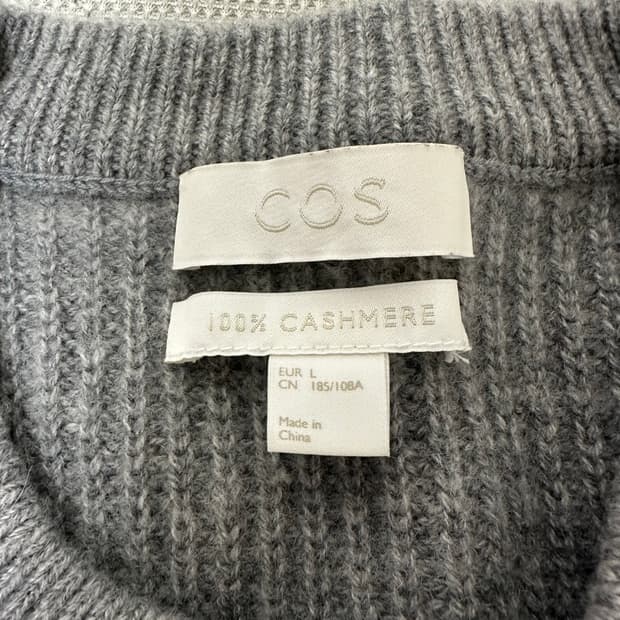 COS
100% CASHMERE
EUR L
CN 185/108A
Made in
China